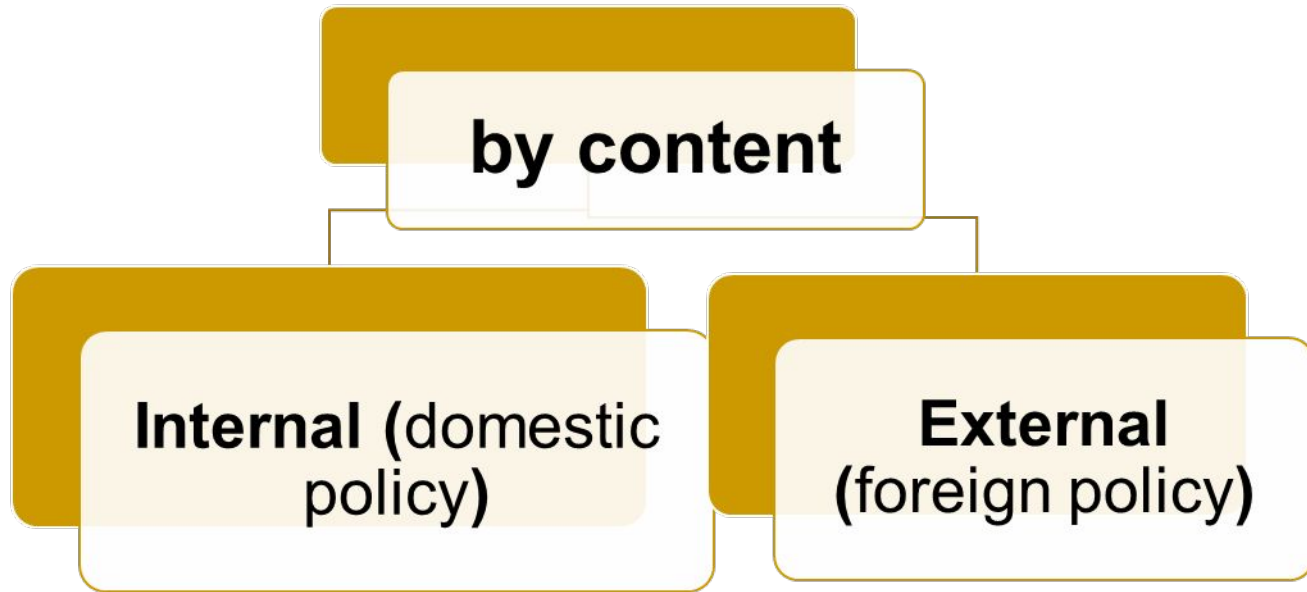 by content
Internal (domestic
policy)
External
(foreign policy)